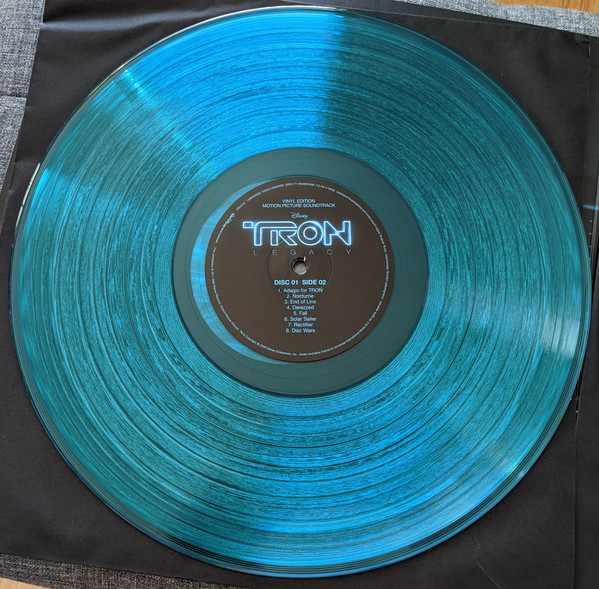 VINYL EDITION
MOTION PICTURE SOUNDTRACK
Disney
TRON
LEGACY
DISC 01 SIDE 02
1. Adagio for TRON
2. Nocturne
3. End of Line
4. Derezzed
5. Fall
6. Solar Sailer
7. Rectifier
8. Disc Wars